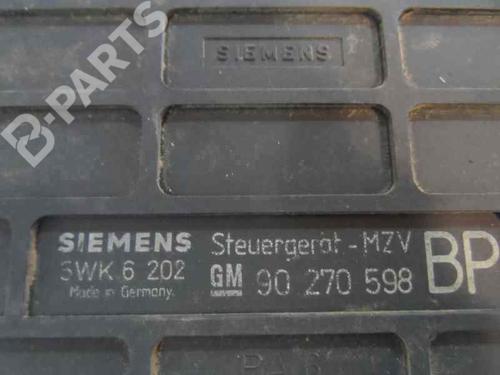 B-PARTS
SIEMENS
SIEMENS Steuergerät-MZV BP
5WK 6 202 GM 90 270 598
Made in Germany.